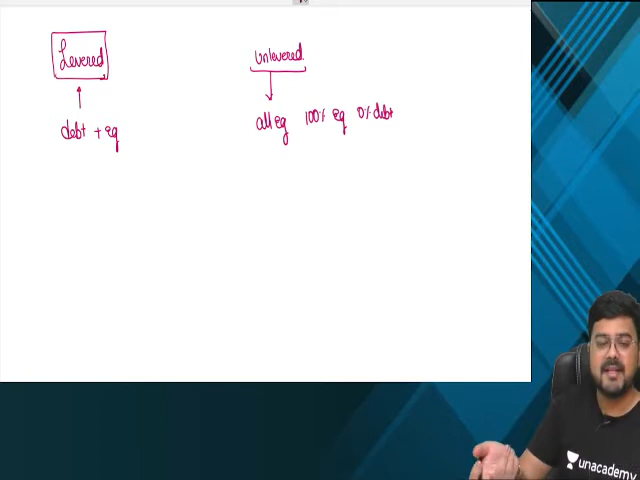 Levered
unlevered
debt + eq
all eq 100% eq 0% debt
unacademy